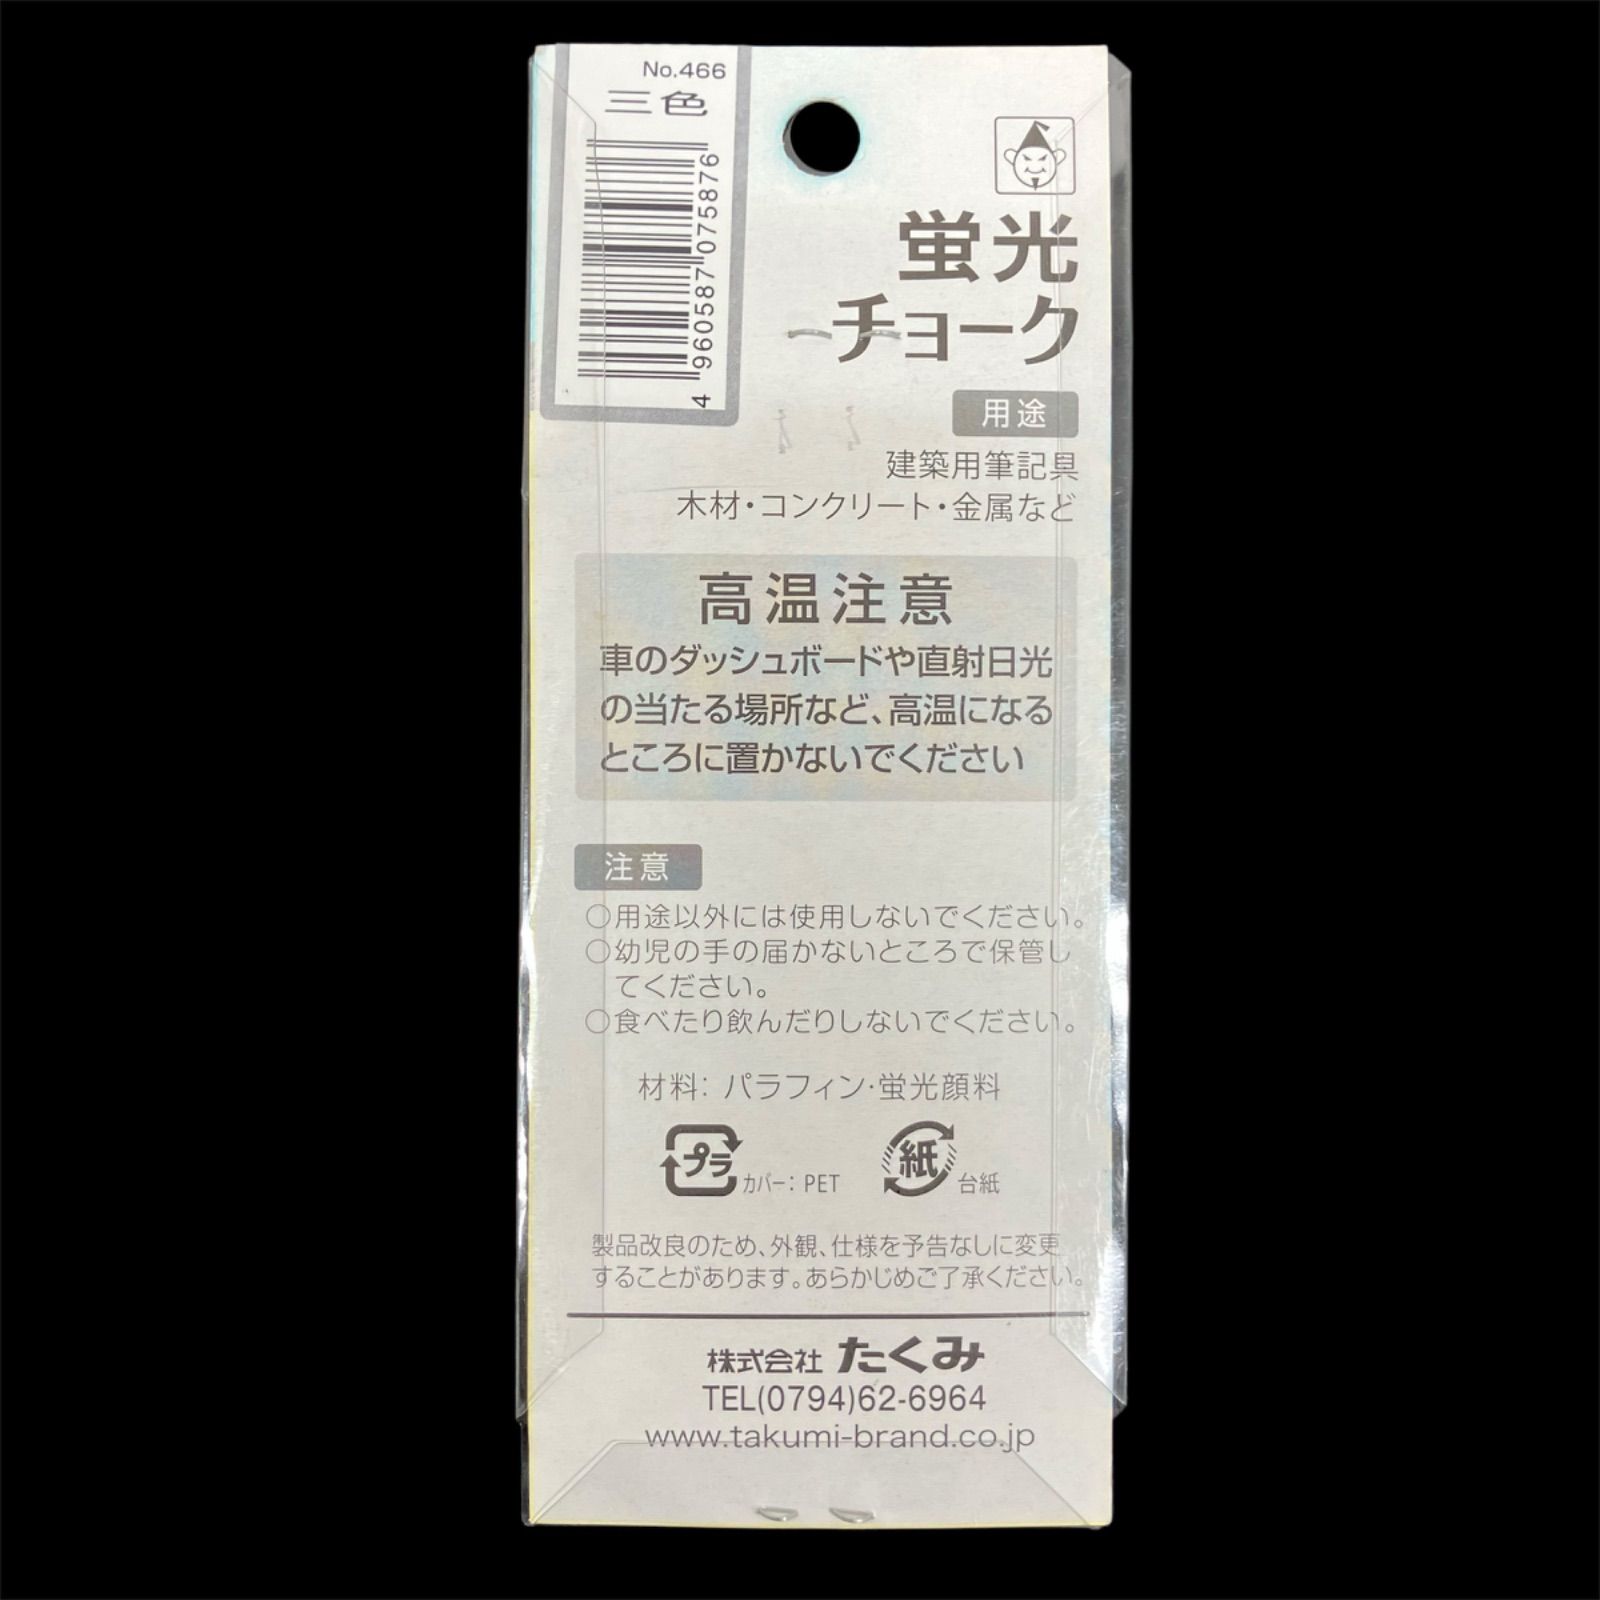 No.466
三色
4 960587 075876
蛍光
チョーク
用途
建築用筆記具
木材・コンクリート・金属など
高温注意
車のダッシュボードや直射日光
の当たる場所など、高温になる
ところに置かないでください
注意
○用途以外には使用しないでください。
○幼児の手の届かないところで保管し
てください。
○食べたり飲んだりしないでください。
材料: パラフィン・蛍光顔料
プラ カバー: PET 紙 台紙
製品改良のため、外観、仕様を予告なしに変更
することがあります。あらかじめご了承ください。
株式会社 たくみ
TEL(0794)62-6964
www.takumi-brand.co.jp